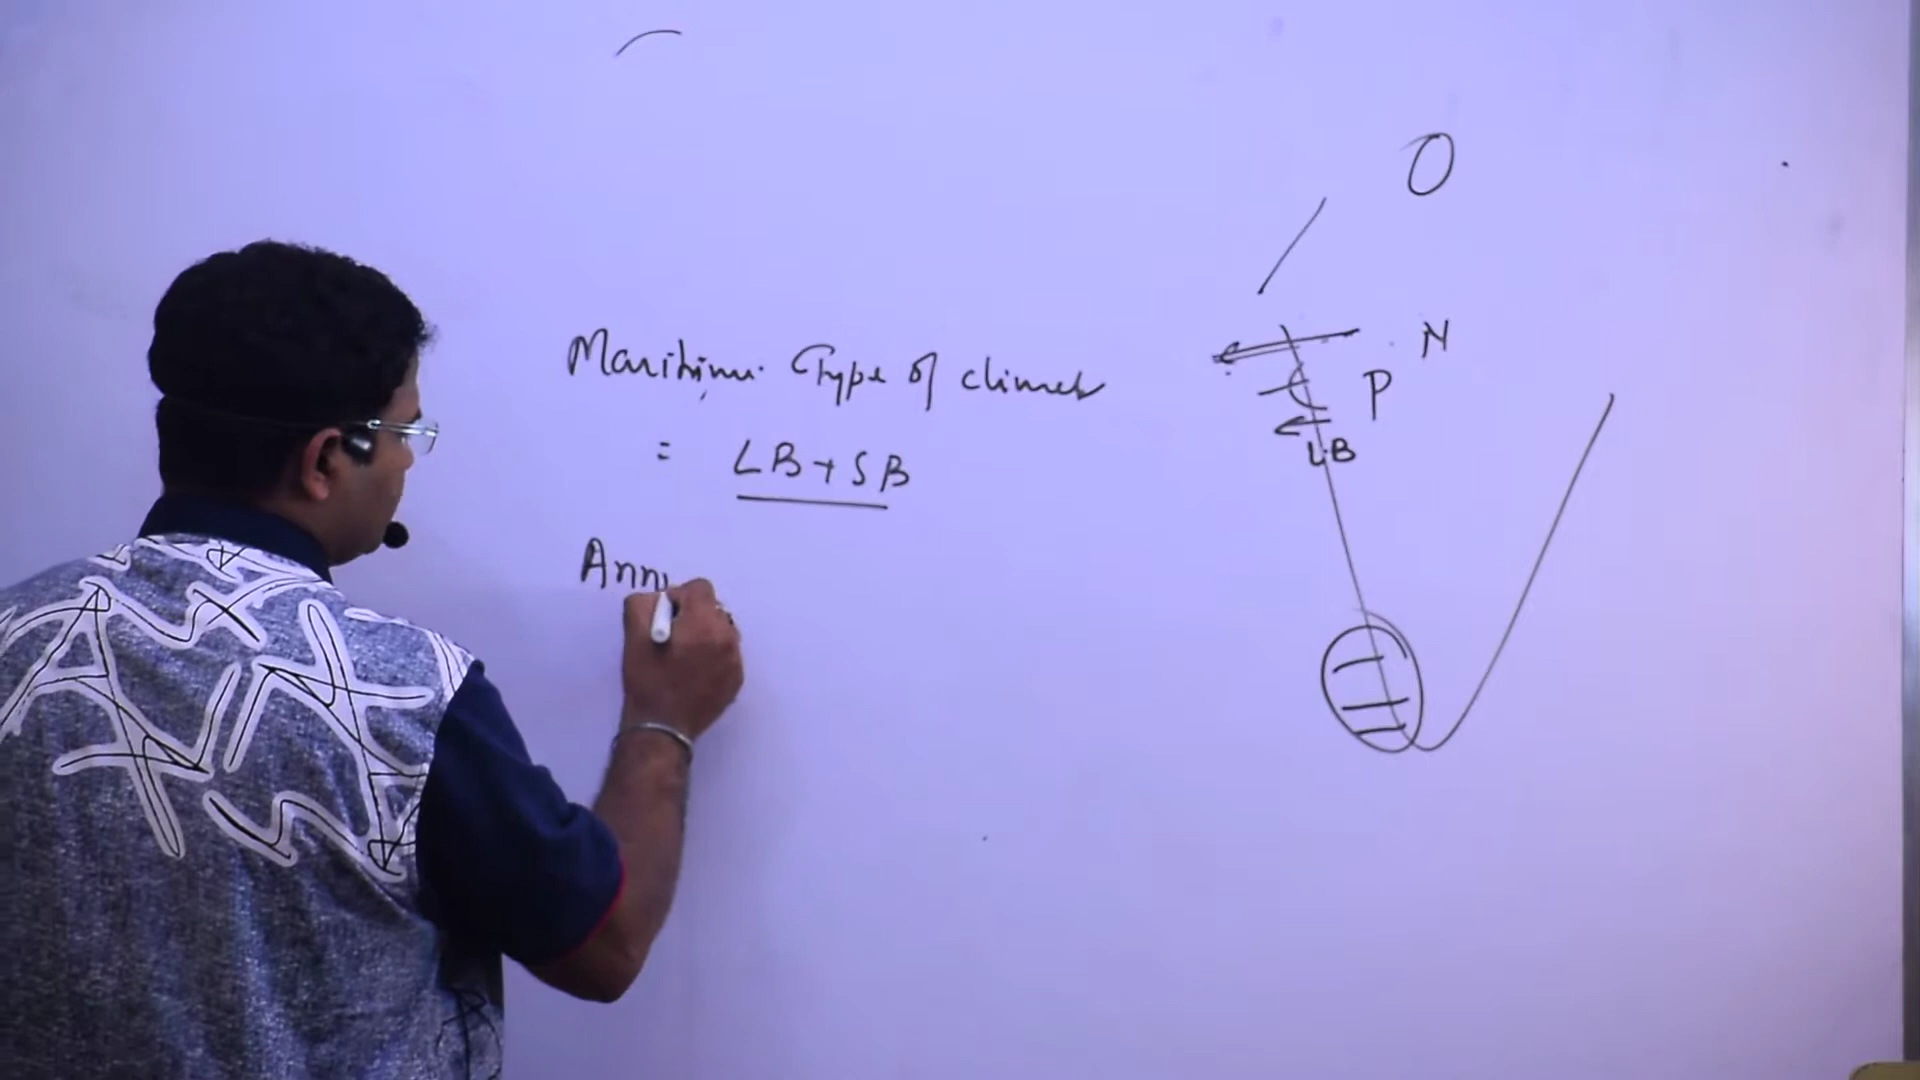 Maritime Type of climate
= LB+SB
Ann
O
N
P
LB